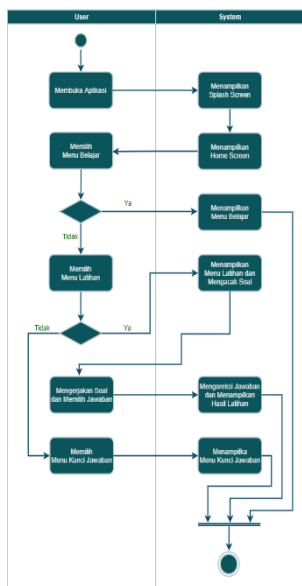 User
System
Membuka Aplikasi
Menampilkan
Splash Screen
Memilih
Menu Belajar
Menampilkan
Home Screen
Ya
Menampilkan
Menu Belajar
Tidak
Memilih
Menu Latihan
Menampilkan
Menu Latihan dan
Mengacak Soal
Tidak
Ya
Mengerjakan Soal
dan Memilih Jawaban
Mengoreksi Jawaban
dan Menampilkan
Hasil Latihan
Memilih
Menu Kunci Jawaban
Menampilka
Menu Kunci Jawaban